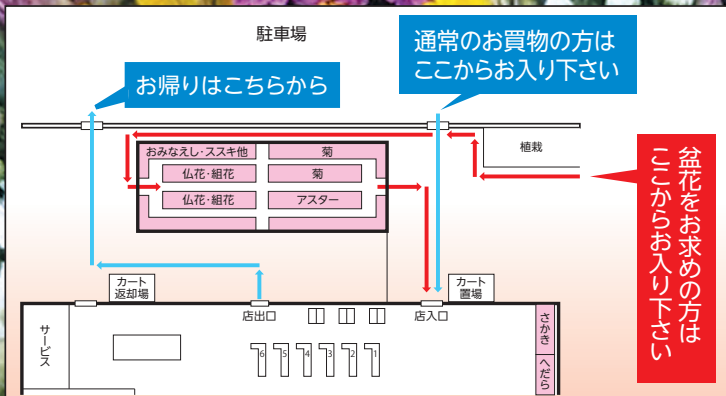 駐車場
通常のお買物の方は
ここからお入り下さい
お帰りはこちらから
植栽
盆花をお求めの方は
ここからお入り下さい
おみなえし・ススキ他
菊
仏花・組花
菊
仏花・組花
アスター
カート
返却場
カート
置場
店出口
店入口
サービス
6
5
4
3
2
1
さかき
へだら